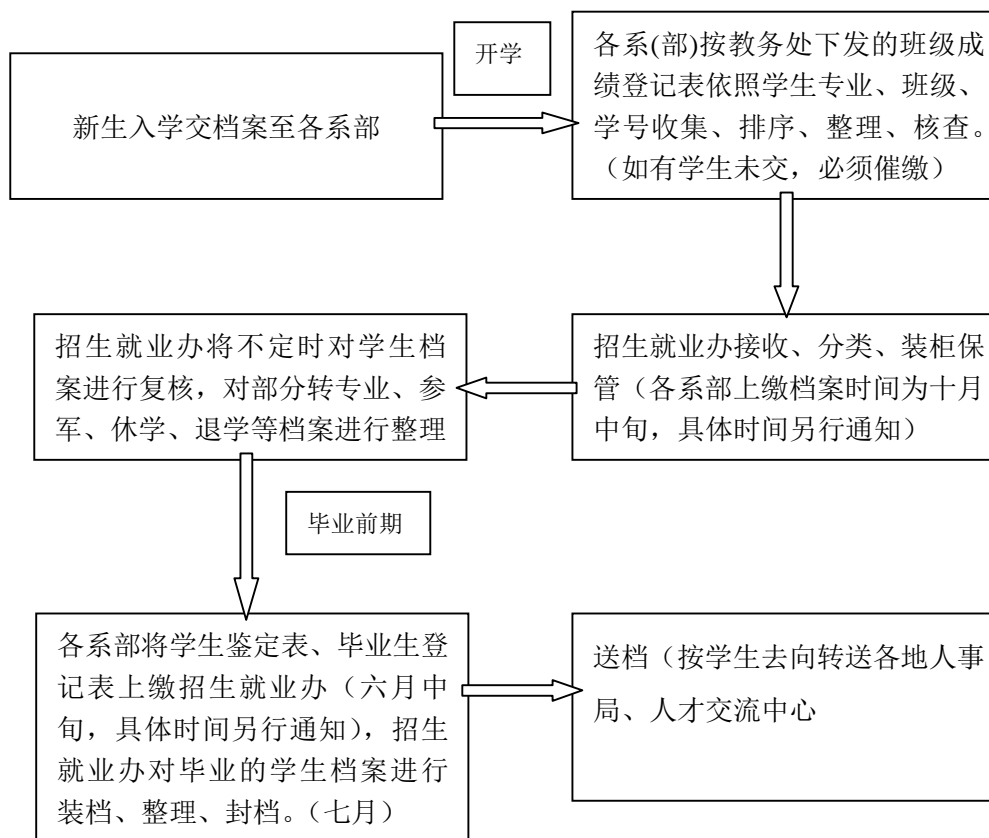 新生入学交档案至各系部
开学
各系(部)按教务处下发的班级成
绩登记表依照学生专业、班级、
学号收集、排序、整理、核查。
（如有学生未交，必须催缴）
招生就业办接收、分类、装柜保
管（各系部上缴档案时间为十月
中旬，具体时间另行通知）
招生就业办将不定时对学生档
案进行复核，对部分转专业、参
军、休学、退学等档案进行整理
毕业前期
各系部将学生鉴定表、毕业生登
记表上缴招生就业办（六月中
旬，具体时间另行通知），招生
就业办对毕业的学生档案进行
装档、整理、封档。（七月）
送档（按学生去向转送各地人事
局、人才交流中心